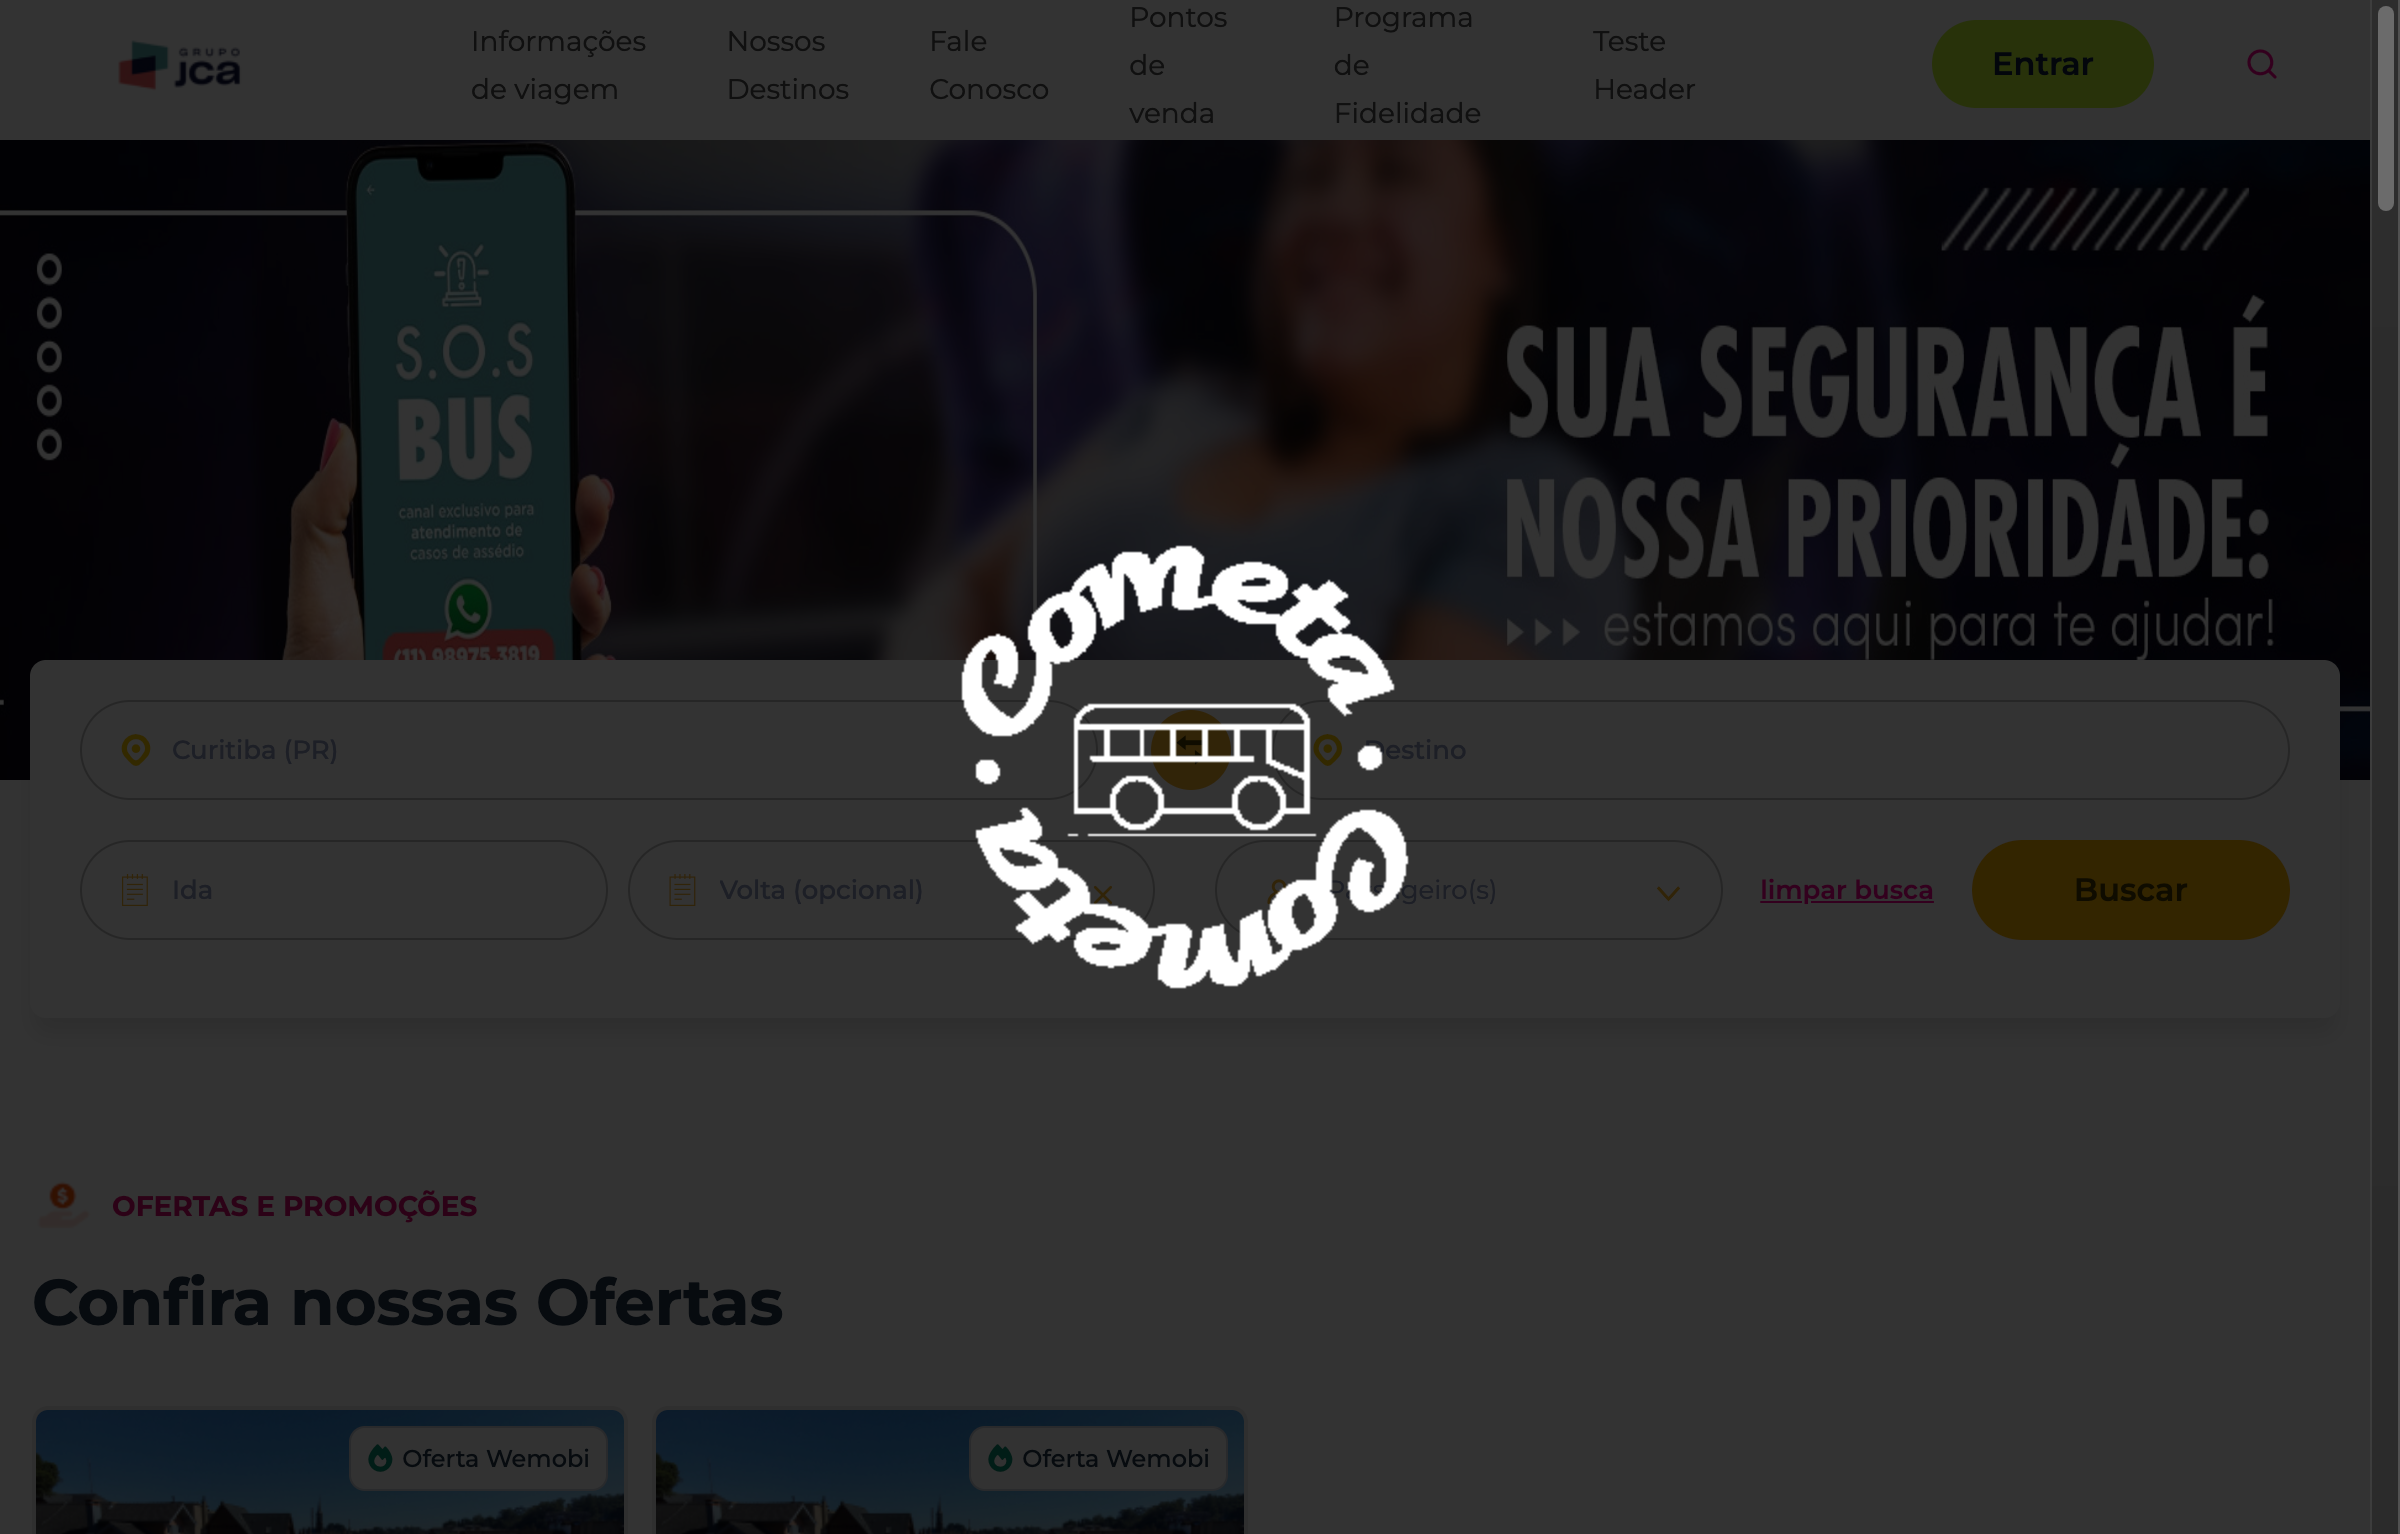 GRUPO
jca
Informações
de viagem
Nossos
Destinos
Fale
Conosco
Pontos
de
venda
Programa
de
Fidelidade
Teste
Header
Entrar
S.O.S
BUS
canal exclusivo para
atendimento de
casos de assédio
(11) 98975.3819
SUA SEGURANÇA É
NOSSA PRIORIDADE:
estamos aqui para te ajudar!
Cometa
Cometa
Curitiba (PR)
Destino
Ida
Volta (opcional)
Passageiro(s)
limpar busca
Buscar
OFERTAS E PROMOÇÕES
Confira nossas Ofertas
Oferta Wemobi
Oferta Wemobi